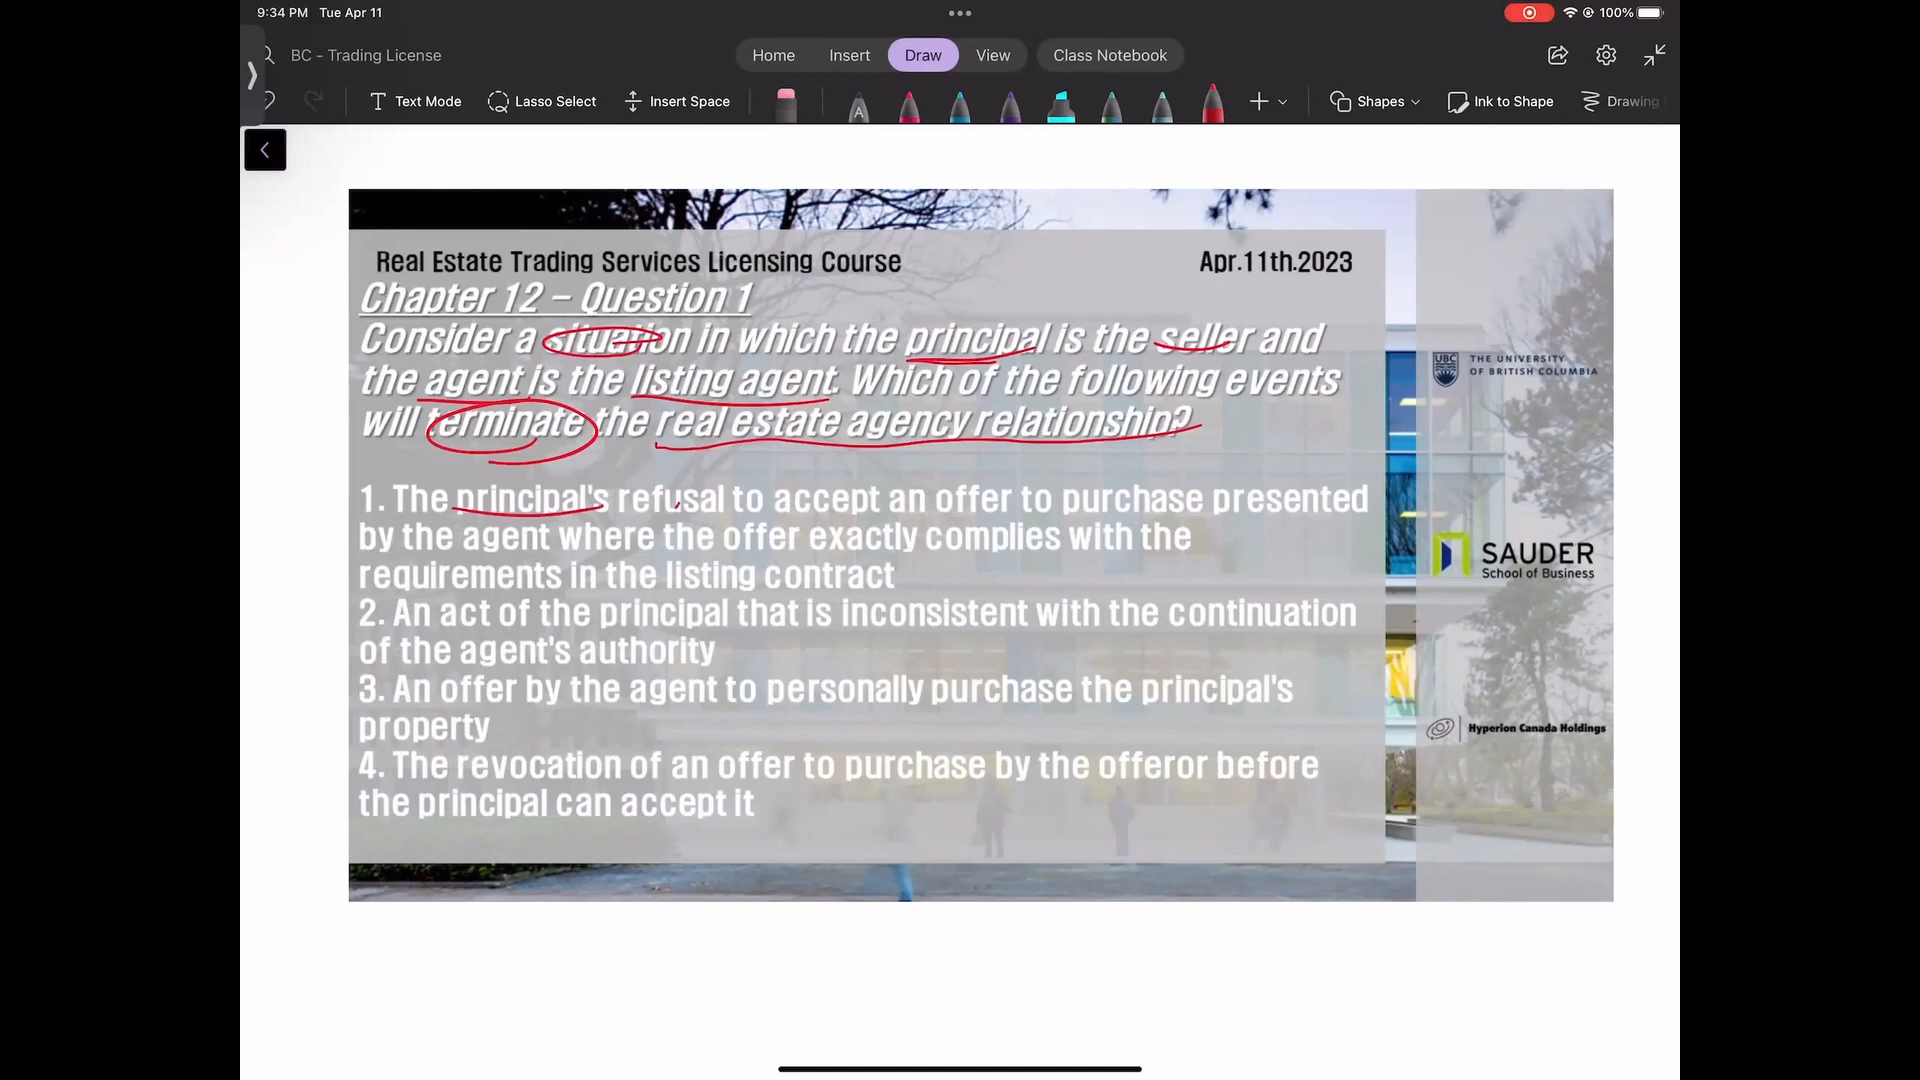 9:34 PM Tue Apr 11
100%
BC - Trading License
Home Insert Draw View Class Notebook
Text Mode Lasso Select Insert Space
A
Shapes Ink to Shape Drawing
Real Estate Trading Services Licensing Course Apr.11th.2023
Chapter 12 – Question 1
Consider a situation in which the principal is the seller and
the agent is the listing agent. Which of the following events
will terminate the real estate agency relationship?
1. The principal's refusal to accept an offer to purchase presented
by the agent where the offer exactly complies with the
requirements in the listing contract
2. An act of the principal that is inconsistent with the continuation
of the agent's authority
3. An offer by the agent to personally purchase the principal's
property
4. The revocation of an offer to purchase by the offeror before
the principal can accept it
UBC
THE UNIVERSITY
OF BRITISH COLUMBIA
SAUDER
School of Business
Hyperion Canada Holdings